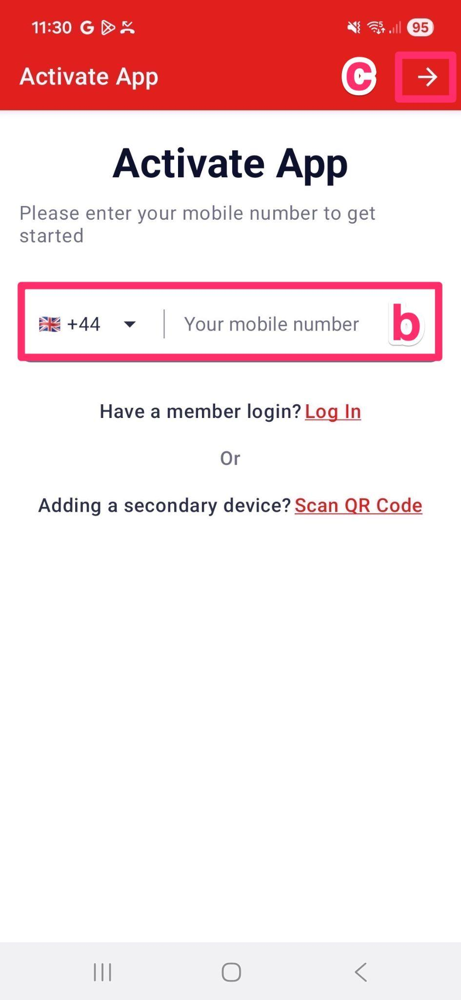 11:30 G 95
Activate App
c
Activate App
Please enter your mobile number to get
started
+44 Your mobile number b
Have a member login? Log In
Or
Adding a secondary device? Scan QR Code